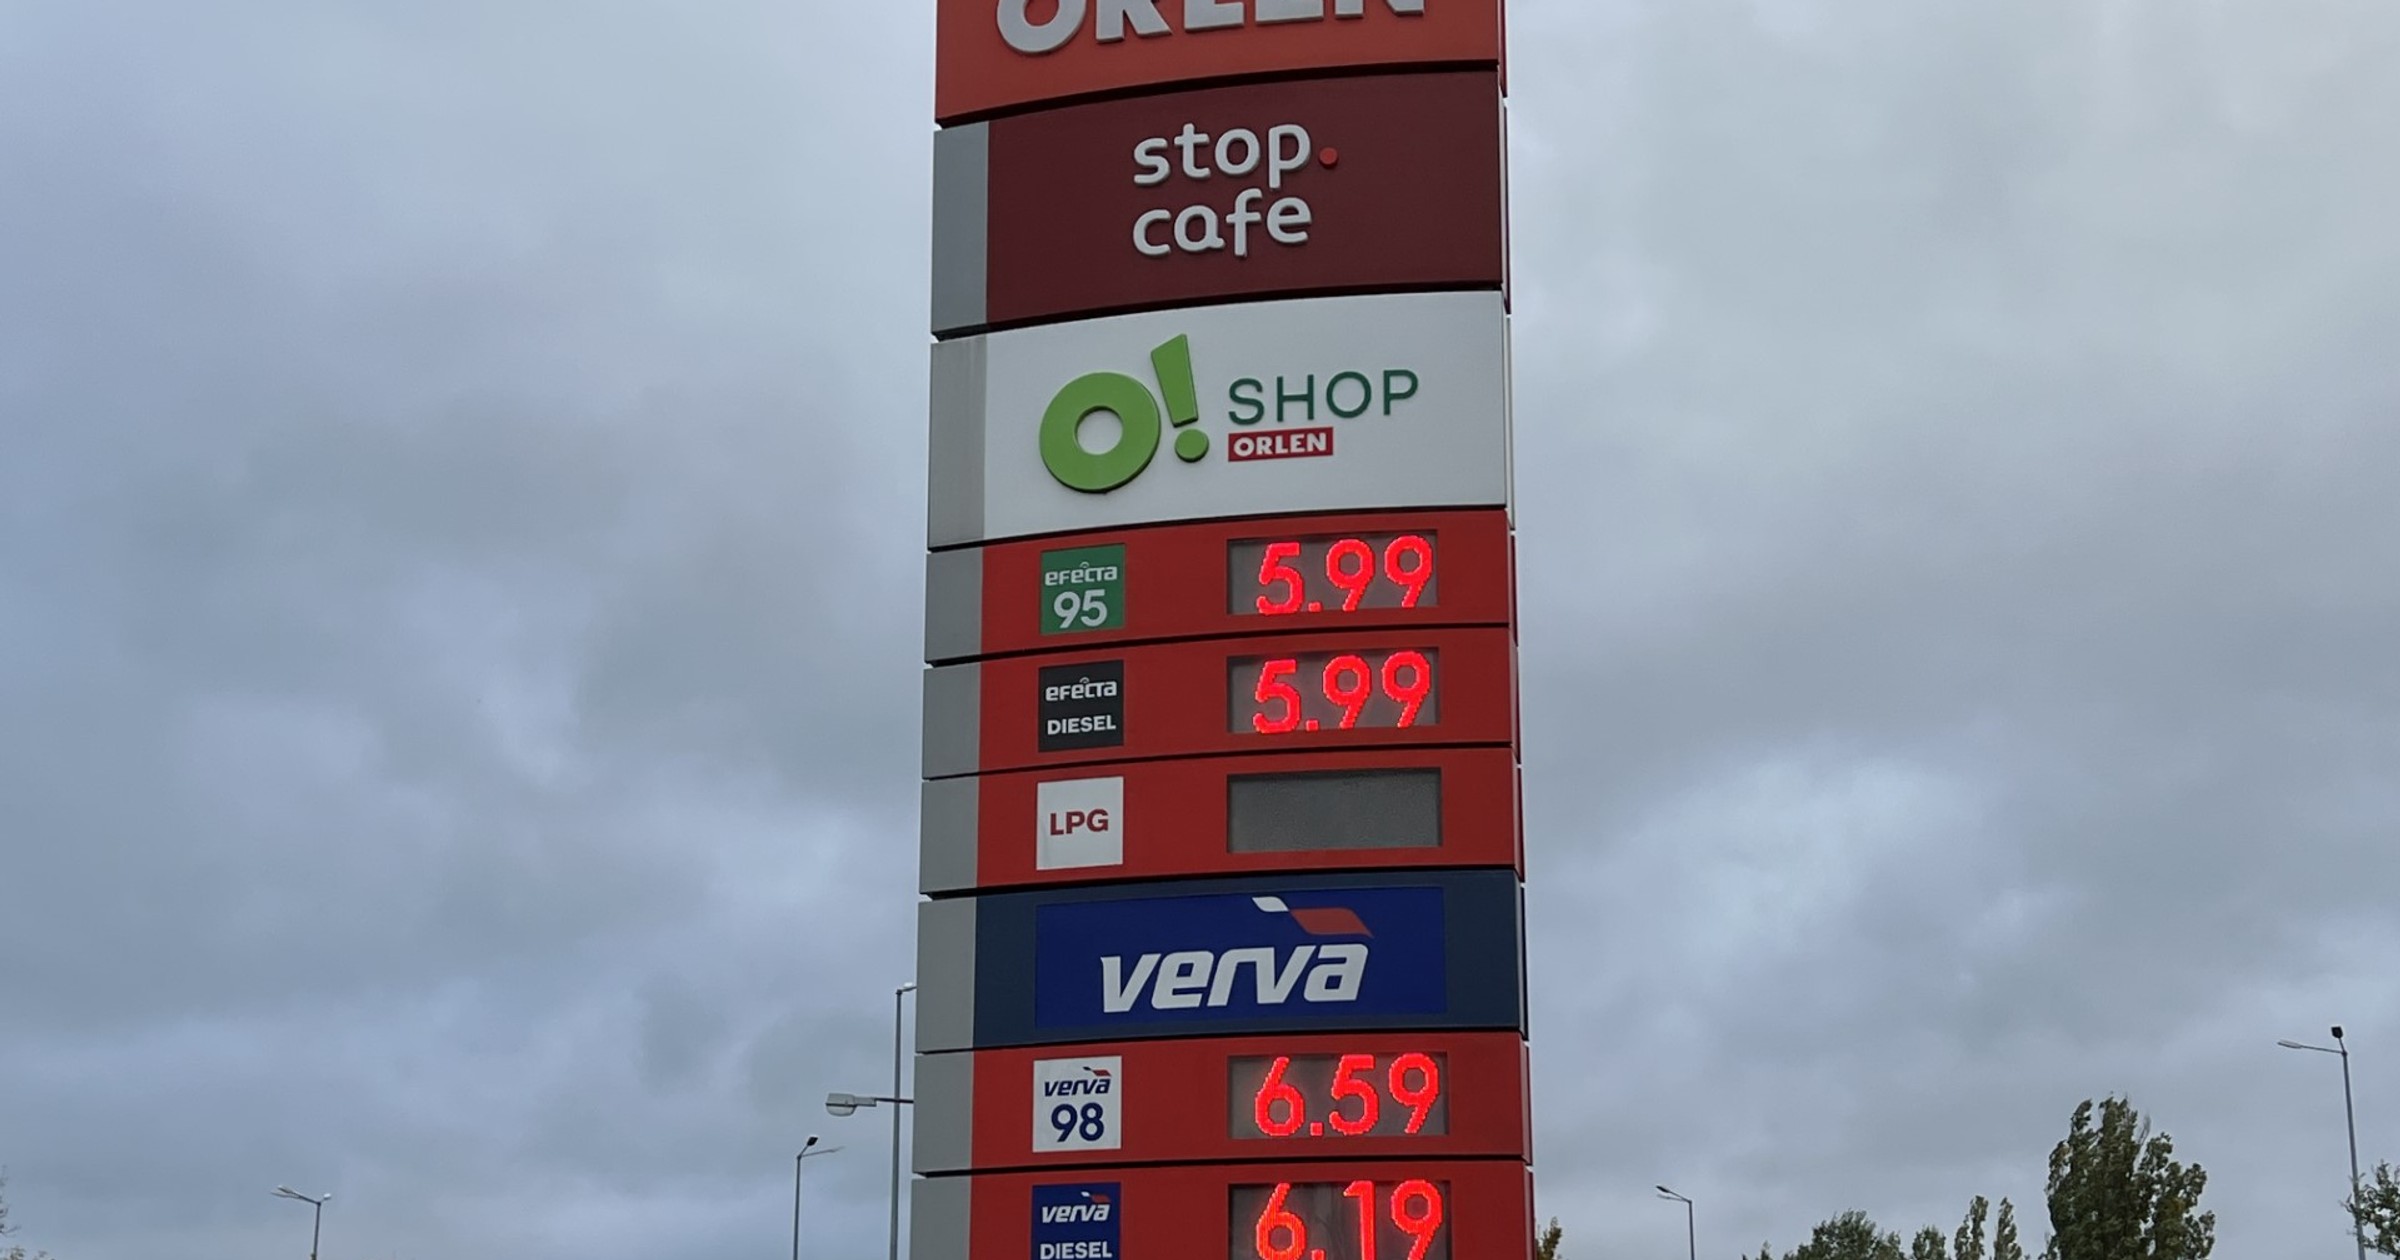 ORLEN
stop.
cafe
O! SHOP
ORLEN
efecta
95
5.99
efecta
DIESEL
5.99
LPG
verva
verva
98
6.59
verva
DIESEL
6.19